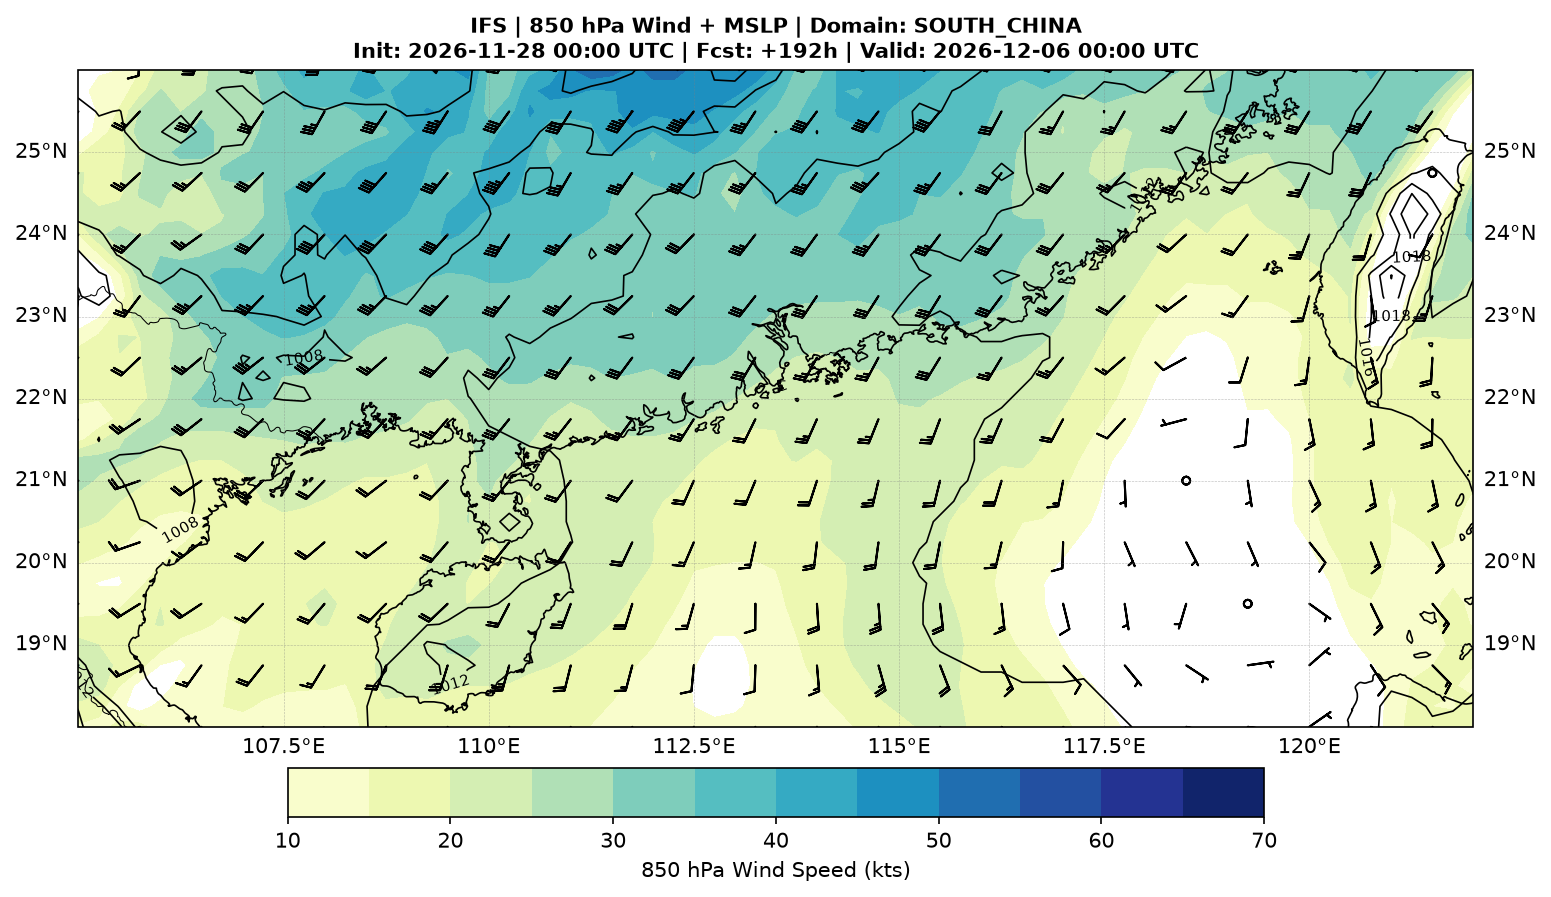 IFS | 850 hPa Wind + MSLP | Domain: SOUTH_CHINA
Init: 2026-11-28 00:00 UTC | Fcst: +192h | Valid: 2026-12-06 00:00 UTC
25°N
25°N
24°N
24°N
1018
23°N
1018
23°N
1008
1016
22°N
22°N
21°N
21°N
1008
20°N
20°N
19°N
19°N
1012
107.5°E
110°E
112.5°E
115°E
117.5°E
120°E
10
20
30
40
50
60
70
850 hPa Wind Speed (kts)